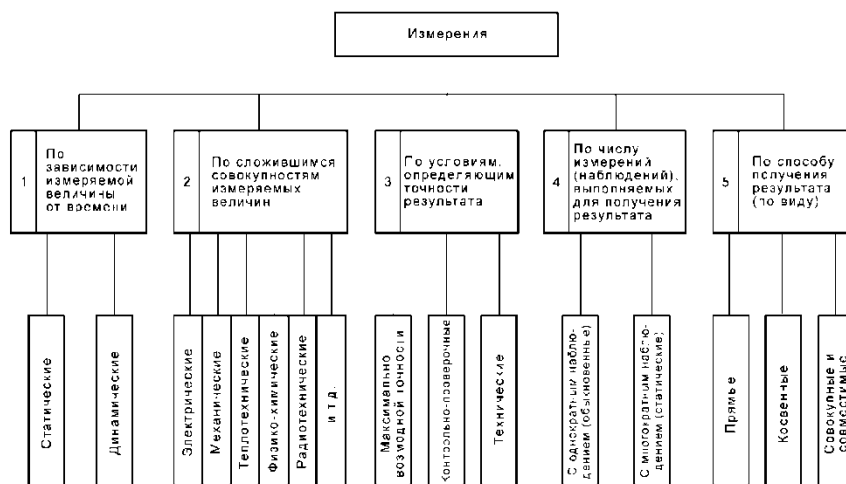 Измерения
1
По
зависимости
измеряемой
величины
от времени
2
По сложившимся
совокупностям
измеряемых
величин
3
По условиям,
определяющим
точности
результата
4
По числу
измерений
(наблюдений),
выполняемых
для получения
результата
5
По способу
получения
результата
(по виду)
Статические
Динамические
Электрические
Механические
Теплотехнические
Физико-химические
Радиотехнические
и т.д.
Максимально
возмодной точности
Контрольно-проверочные
Технические
С однократным наблю-
дением (обыкновенные)
С многократным наблю-
дением (статические)
Прямые
Косвенные
Совокупные и
совместимые